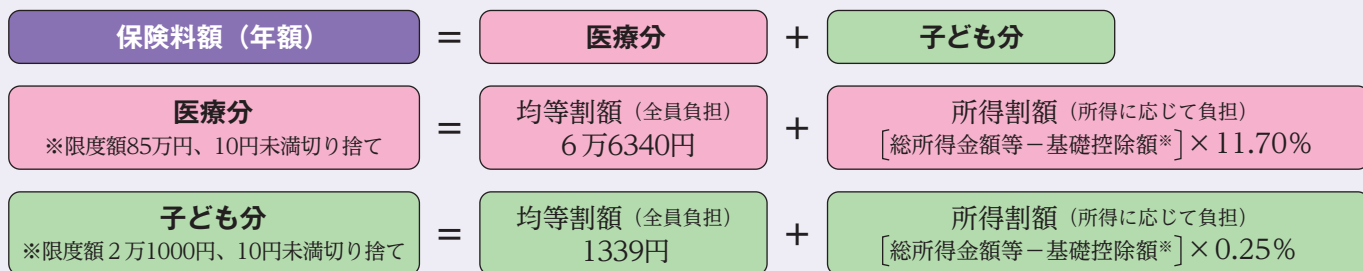 保険料額（年額） ＝ 医療分 ＋ 子ども分
医療分 ＝ 均等割額（全員負担） ＋ 所得割額（所得に応じて負担）
※限度額85万円、10円未満切り捨て 6万6340円 [総所得金額等－基礎控除額※]×11.70%
子ども分 ＝ 均等割額（全員負担） ＋ 所得割額（所得に応じて負担）
※限度額2万1000円、10円未満切り捨て 1339円 [総所得金額等－基礎控除額※]×0.25%